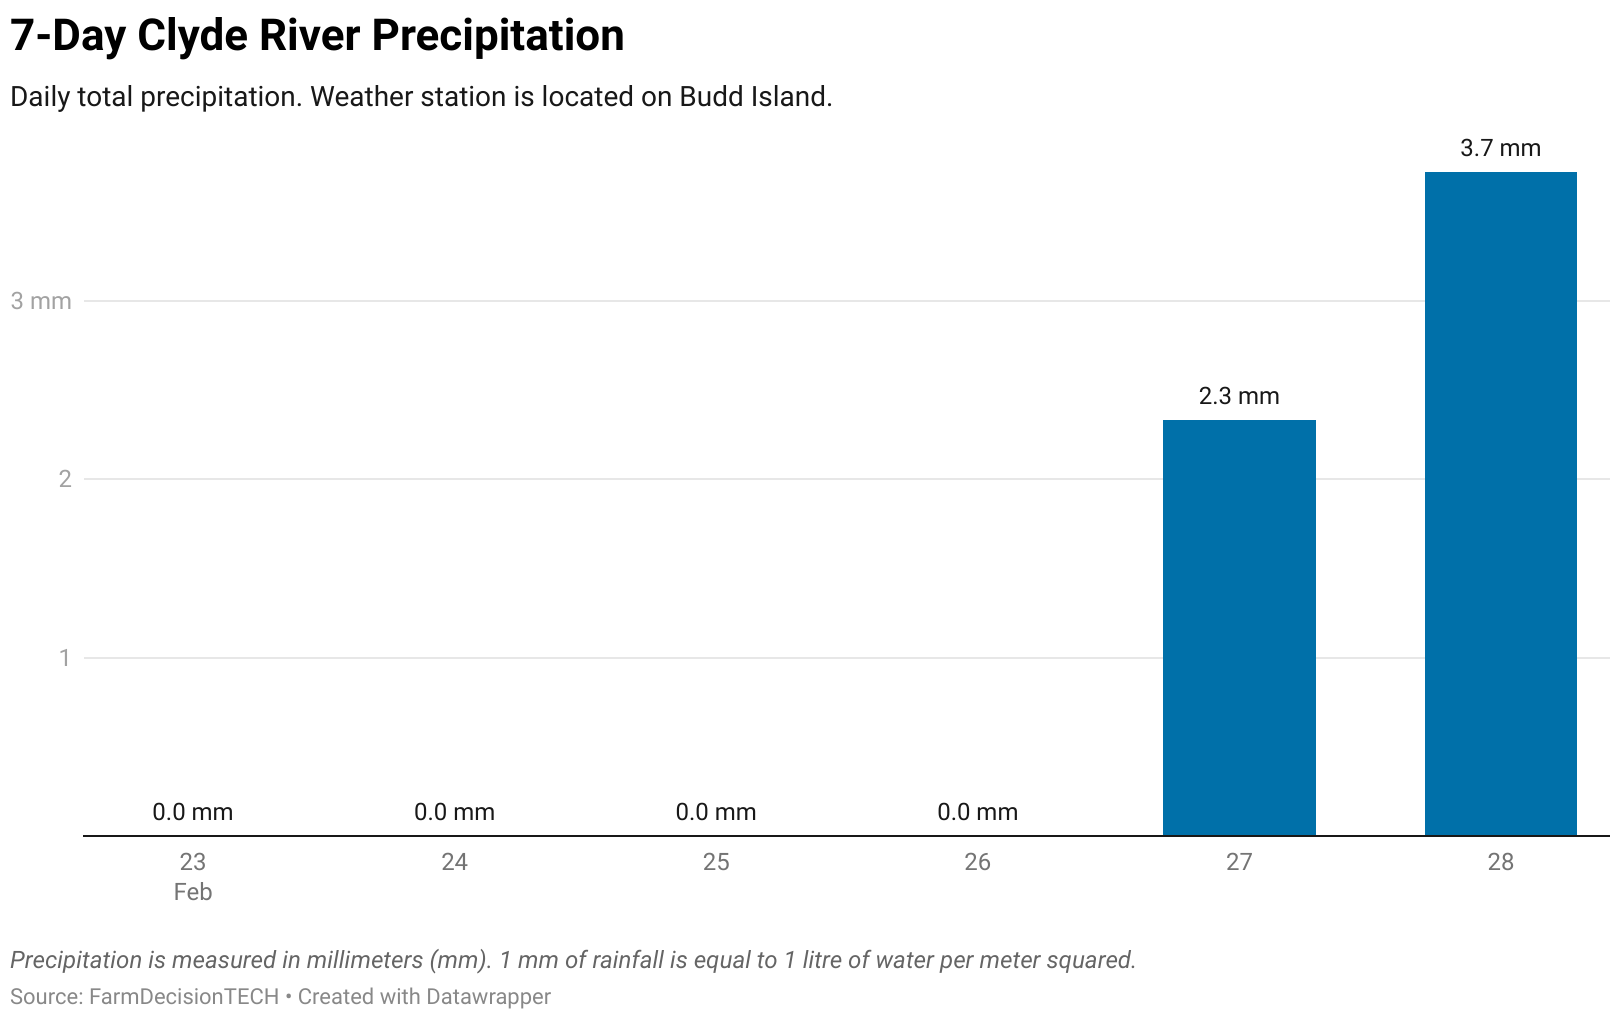 7-Day Clyde River Precipitation
Daily total precipitation. Weather station is located on Budd Island.
3.7 mm
3 mm
2.3 mm
2
1
0.0 mm 0.0 mm 0.0 mm 0.0 mm
23 24 25 26 27 28
Feb
Precipitation is measured in millimeters (mm). 1 mm of rainfall is equal to 1 litre of water per meter squared.
Source: FarmDecisionTECH • Created with Datawrapper